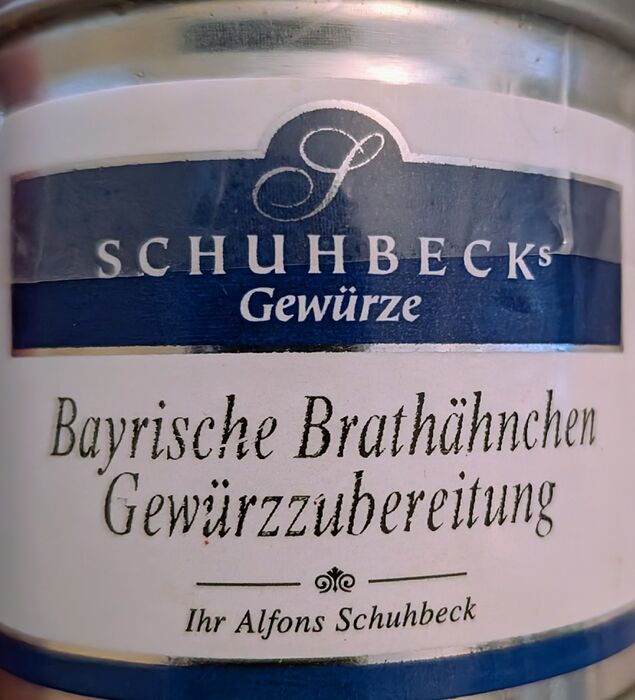 S
SCHUHBECKs
Gewürze
Bayrische Brathähnchen
Gewürzzubereitung
Ihr Alfons Schuhbeck